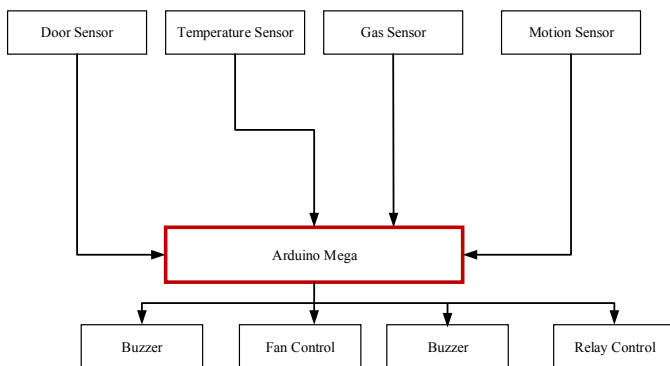 Door Sensor
Temperature Sensor
Gas Sensor
Motion Sensor
Arduino Mega
Buzzer
Fan Control
Buzzer
Relay Control